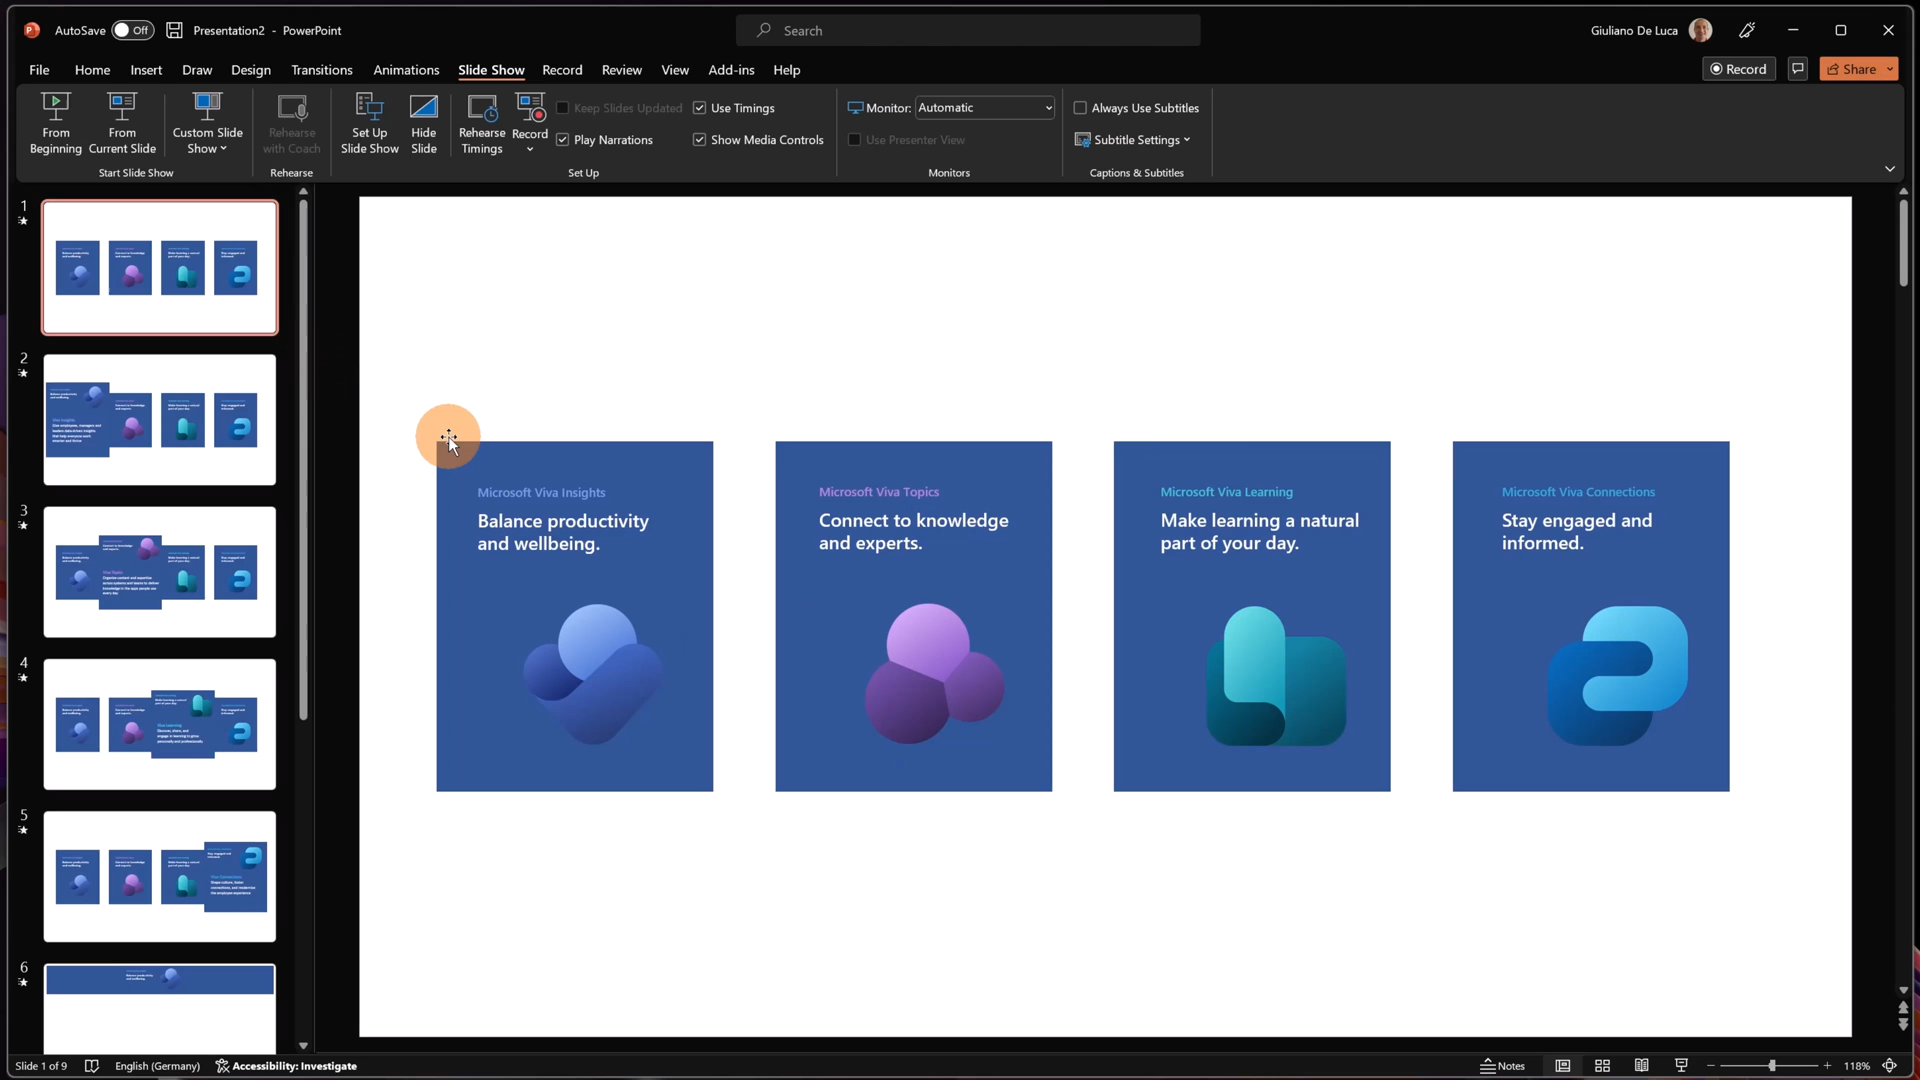 AutoSave Off Presentation2 - PowerPoint Search Giuliano De Luca
File Home Insert Draw Design Transitions Animations Slide Show Record Review View Add-ins Help Record Share
From Beginning
From Current Slide
Custom Slide Show
Start Slide Show
Rehearse with Coach
Rehearse
Set Up Slide Show
Hide Slide
Rehearse Timings
Record
Keep Slides Updated
Play Narrations
Use Timings
Show Media Controls
Set Up
Monitor: Automatic
Use Presenter View
Monitors
Always Use Subtitles
Subtitle Settings
Captions & Subtitles
1
2
3
4
5
6
Microsoft Viva Insights
Balance productivity
and wellbeing.
Microsoft Viva Topics
Connect to knowledge
and experts.
Microsoft Viva Learning
Make learning a natural
part of your day.
Microsoft Viva Connections
Stay engaged and
informed.
Slide 1 of 9 English (Germany) Accessibility: Investigate Notes 118%